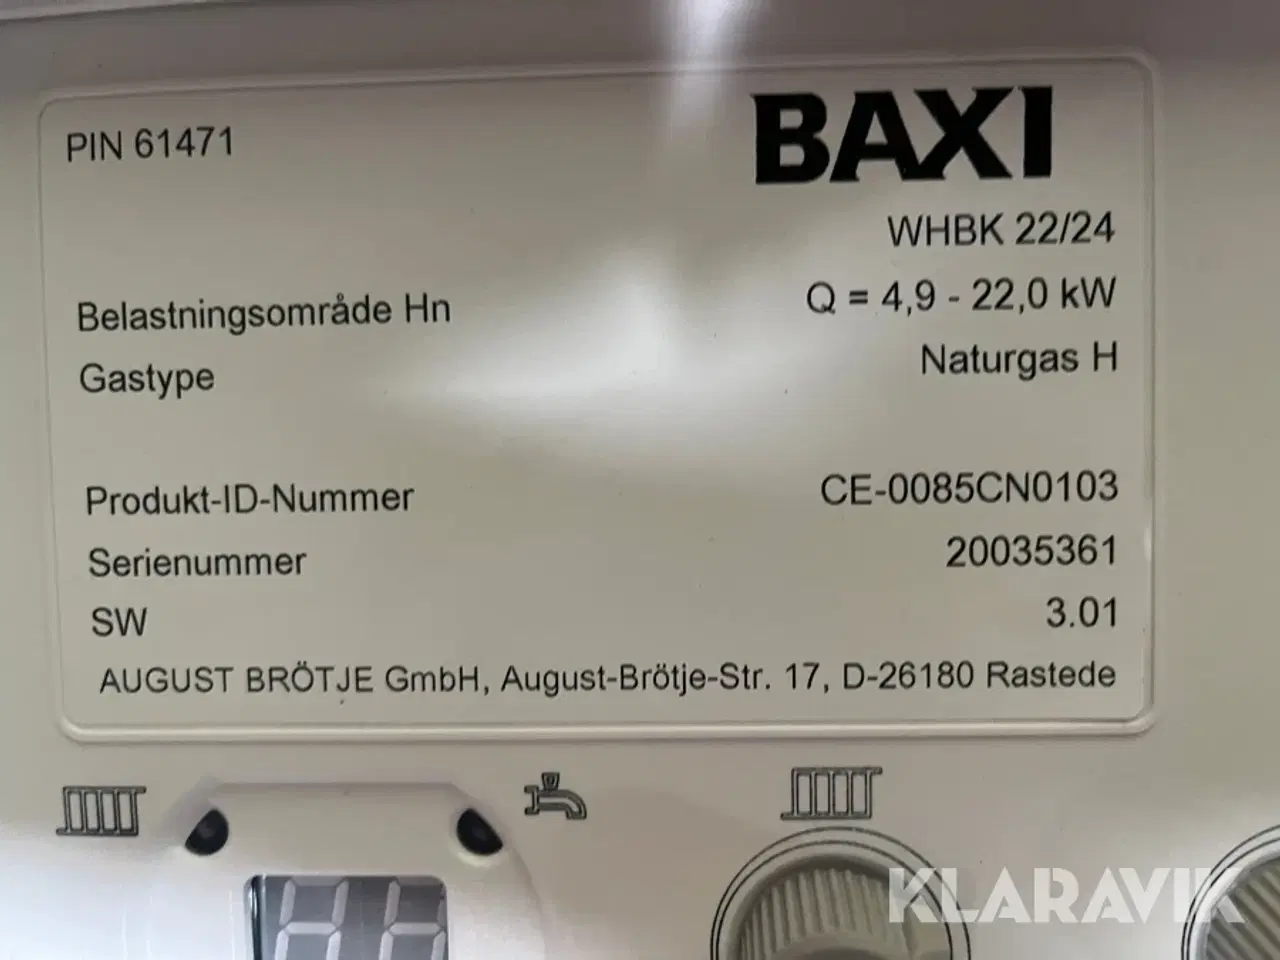 PIN 61471
BAXI
WHBK 22/24
Belastningsområde Hn Q = 4,9 - 22,0 kW
Gastype Naturgas H
Produkt-ID-Nummer CE-0085CN0103
Serienummer 20035361
SW 3.01
AUGUST BRÖTJE GmbH, August-Brötje-Str. 17, D-26180 Rastede
KLARAVIK